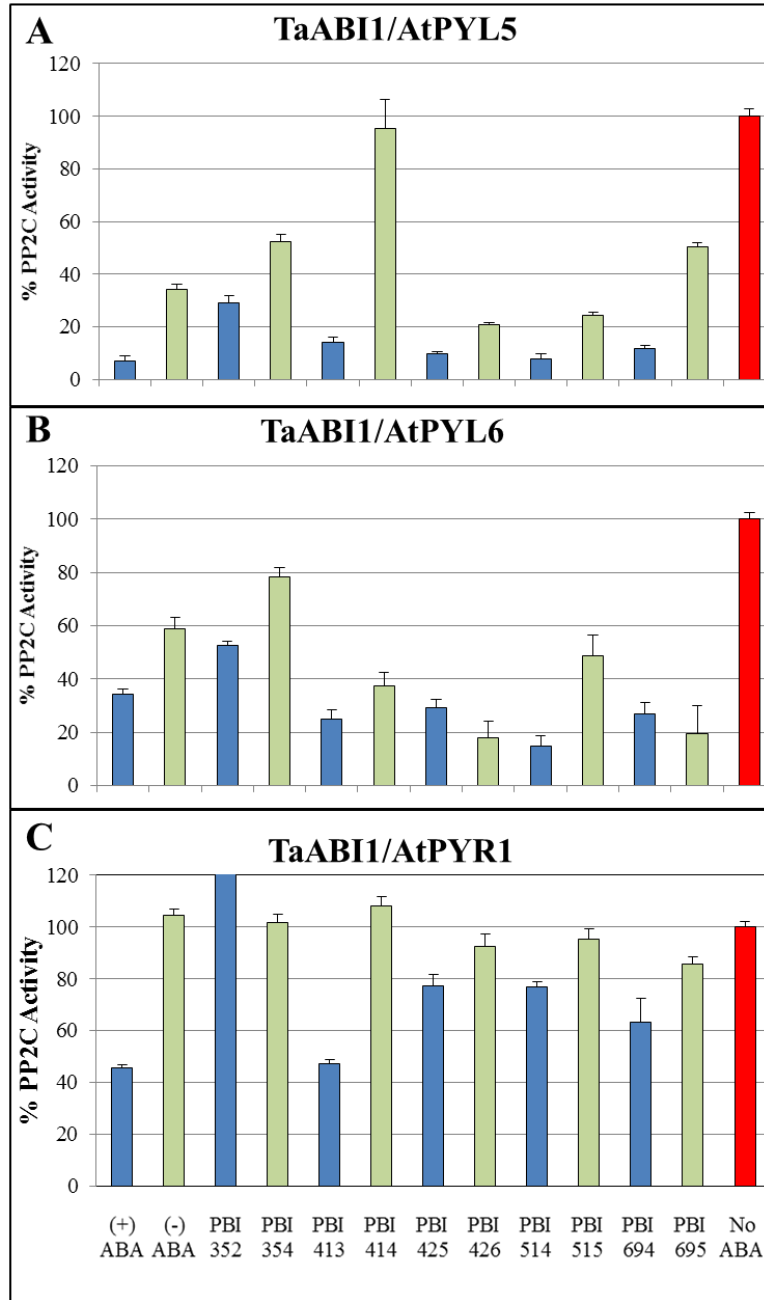 A
TaABI1/AtPYL5
120
100
80
60
40
20
0
% PP2C Activity
B
TaABI1/AtPYL6
120
100
80
60
40
20
0
% PP2C Activity
C
TaABI1/AtPYR1
120
100
80
60
40
20
0
% PP2C Activity
(+) (-) PBI PBI PBI PBI PBI PBI PBI PBI PBI PBI No
ABA ABA 352 354 413 414 425 426 514 515 694 695 ABA